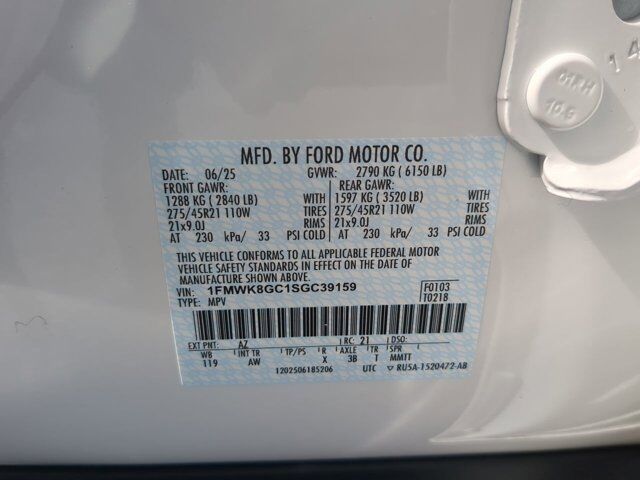 MFD. BY FORD MOTOR CO.
DATE: 06/25 GVWR: 2790 KG ( 6150 LB)
FRONT GAWR: REAR GAWR:
1288 KG ( 2840 LB) WITH 1597 KG ( 3520 LB) WITH
275/45R21 110W TIRES 275/45R21 110W TIRES
21x9.0J RIMS 21x9.0J RIMS
AT 230 kPa/ 33 PSI COLD AT 230 kPa/ 33 PSI COLD
THIS VEHICLE CONFORMS TO ALL APPLICABLE FEDERAL MOTOR
VEHICLE SAFETY STANDARDS IN EFFECT ON THE DATE OF
MANUFACTURE SHOWN ABOVE.
VIN: 1FMWK8GC1SGC39159 F0103
TYPE: MPV T0218
EXT PNT: AZ RC: 21 DSO:
WB INT TR TP/PS R AXLE TR SPR
119 AW X 3B T MMTT
1202506185206 UTC RU5A-1520472-AB
14